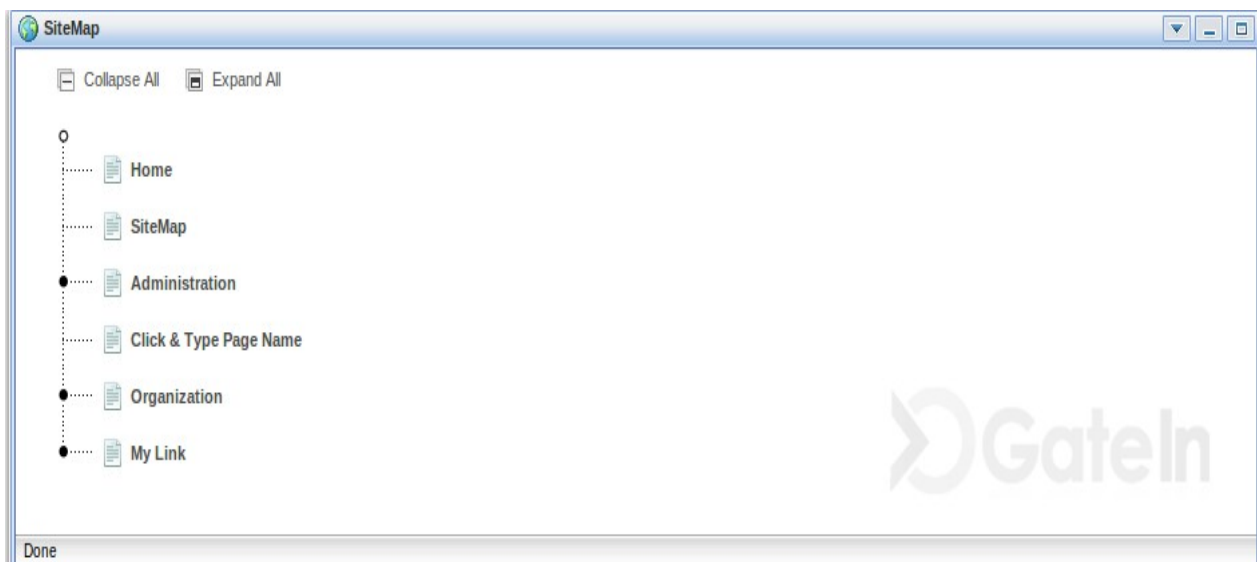 SiteMap
Collapse All Expand All
Home
SiteMap
Administration
Click & Type Page Name
Organization
My Link
GateIn
Done